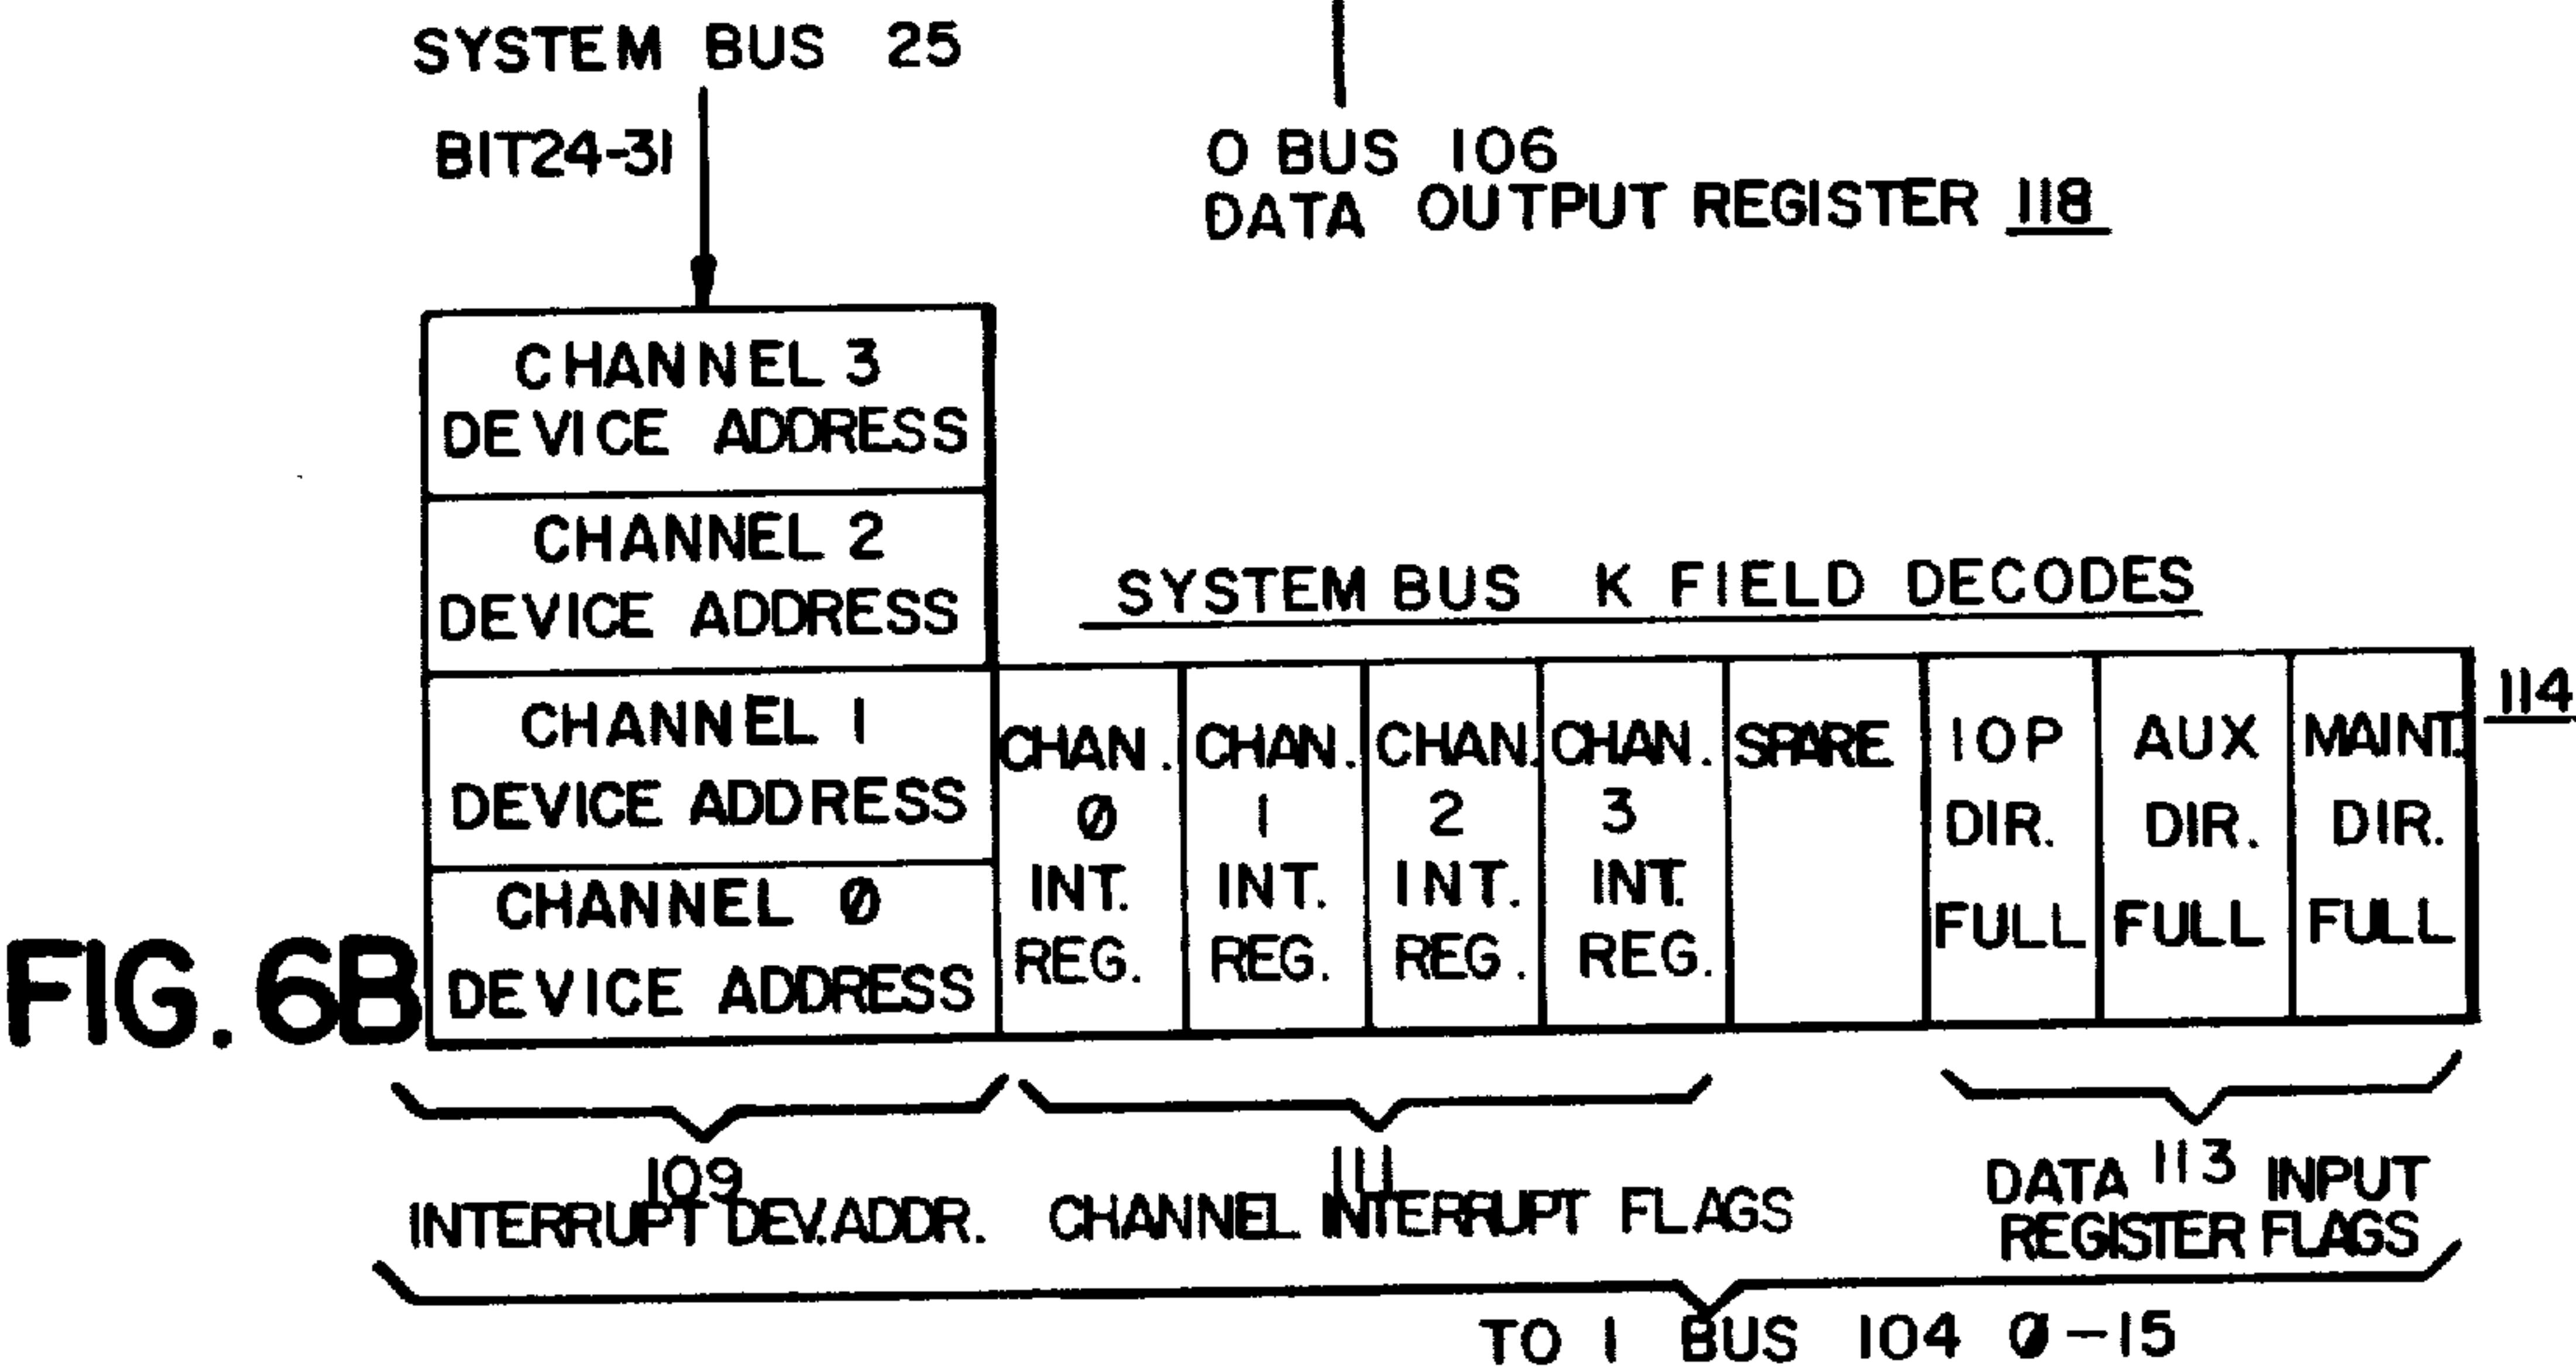 SYSTEM BUS 25
BIT24-31
O BUS 106
DATA OUTPUT REGISTER 118
CHANNEL 3
DEVICE ADDRESS
CHANNEL 2
DEVICE ADDRESS
SYSTEM BUS K FIELD DECODES
CHANNEL 1
DEVICE ADDRESS
CHANNEL Ø
DEVICE ADDRESS
CHAN.
Ø
INT.
REG.
CHAN.
1
INT.
REG.
CHAN.
2
INT.
REG.
CHAN.
3
INT.
REG.
SPARE
IOP
DIR.
FULL
AUX
DIR.
FULL
MAINT.
DIR.
FULL
114
FIG. 6B
109
INTERRUPT DEV.ADDR.
111
CHANNEL INTERRUPT FLAGS
DATA 113 INPUT
REGISTER FLAGS
TO I BUS 104 Ø-15